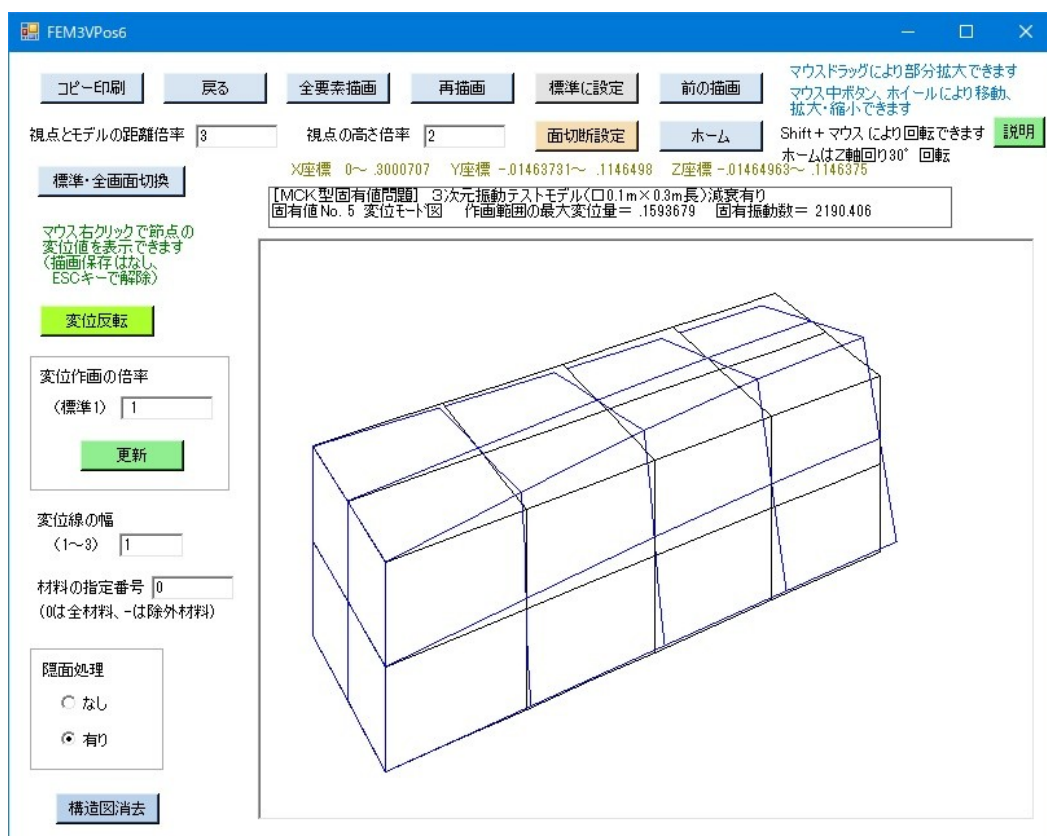 FEM3VPos6
コピー印刷
戻る
全要素描画
再描画
標準に設定
前の描画
マウスドラッグにより部分拡大できます
マウス中ボタン、ホイールにより移動、
拡大・縮小できます
視点とモデルの距離倍率 3
視点の高さ倍率 2
面切断設定
ホーム
Shift+マウスにより回転できます
説明
ホームはZ軸回り30° 回転
標準・全画面切換
X座標 0～ .3000707 Y座標 -.01463731～ .1146498 Z座標 -.01464963～ .1146375
[MCK型固有値問題] 3次元振動テストモデル(口0.1m×0.3m長)減衰有り
固有値No. 5 変位モード図 作画範囲の最大変位量= .1593679 固有振動数= 2190.406
マウス右クリックで節点の
変位値を表示できます
(描画保存はなし、
ESCキーで解除)
変位反転
変位作画の倍率
(標準1) 1
更新
変位線の幅
(1～3) 1
材料の指定番号 0
(0は全材料、-は除外材料)
隠面処理
なし
有り
構造図消去